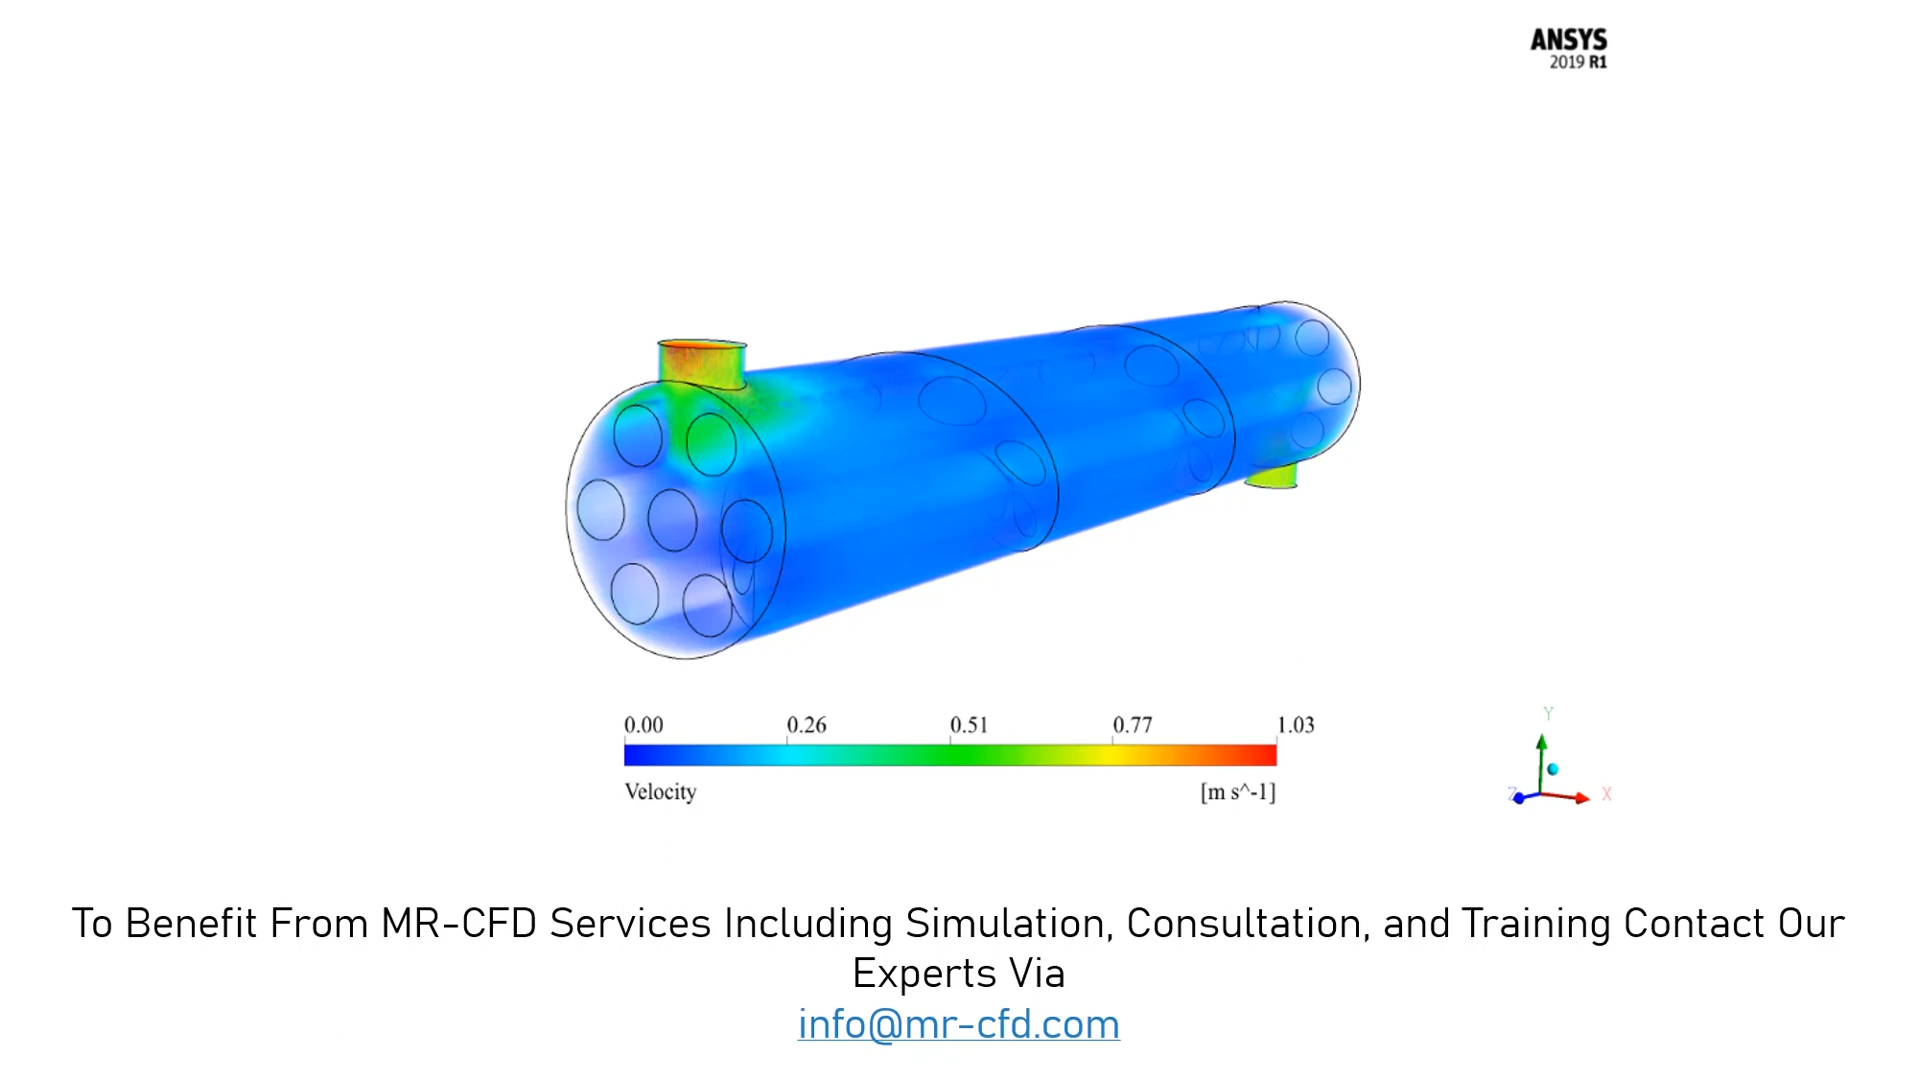 ANSYS
2019 R1
0.00 0.26 0.51 0.77 1.03
Velocity [m s^-1]
Y
Z X
To Benefit From MR-CFD Services Including Simulation, Consultation, and Training Contact Our
Experts Via
info@mr-cfd.com